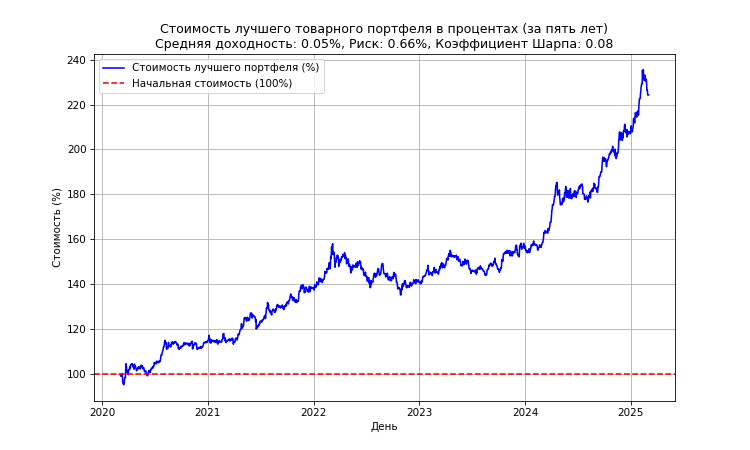 Стоимость лучшего товарного портфеля в процентах (за пять лет)
Средняя доходность: 0.05%, Риск: 0.66%, Коэффициент Шарпа: 0.08
Стоимость лучшего портфеля (%)
Начальная стоимость (100%)
Стоимость (%)
240
220
200
180
160
140
120
100
2020
2021
2022
2023
2024
2025
День